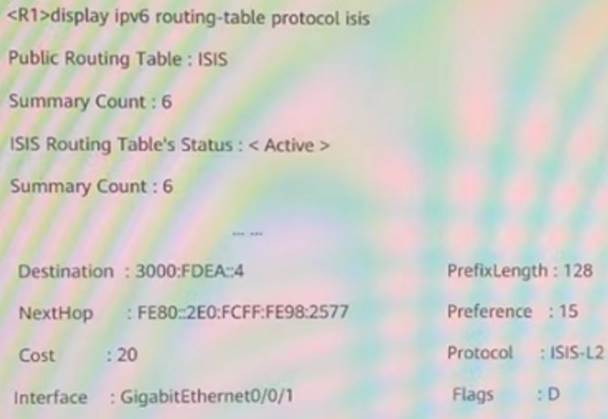 <R1>display ipv6 routing-table protocol isis
Public Routing Table : ISIS
Summary Count : 6
ISIS Routing Table's Status : < Active >
Summary Count : 6
... ...
Destination : 3000:FDEA::4 PrefixLength : 128
NextHop : FE80::2E0:FCFF:FE98:2577 Preference : 15
Cost : 20 Protocol : ISIS-L2
Interface : GigabitEthernet0/0/1 Flags : D